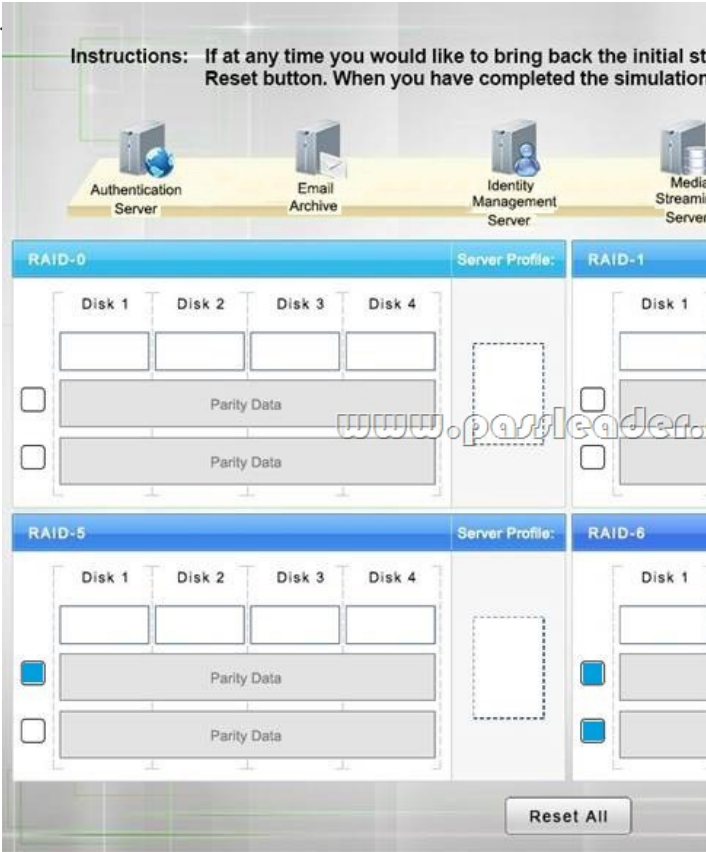 Instructions: If at any time you would like to bring back the initial st
Reset button. When you have completed the simulation
Authentication
Server
Email
Archive
Identity
Management
Server
Media
Streami
Server
RAID-0 Server Profile: RAID-1
Disk 1 Disk 2 Disk 3 Disk 4 Disk 1
Parity Data
www.passleader.
Parity Data
RAID-5 Server Profile: RAID-6
Disk 1 Disk 2 Disk 3 Disk 4 Disk 1
Parity Data
Parity Data
Reset All